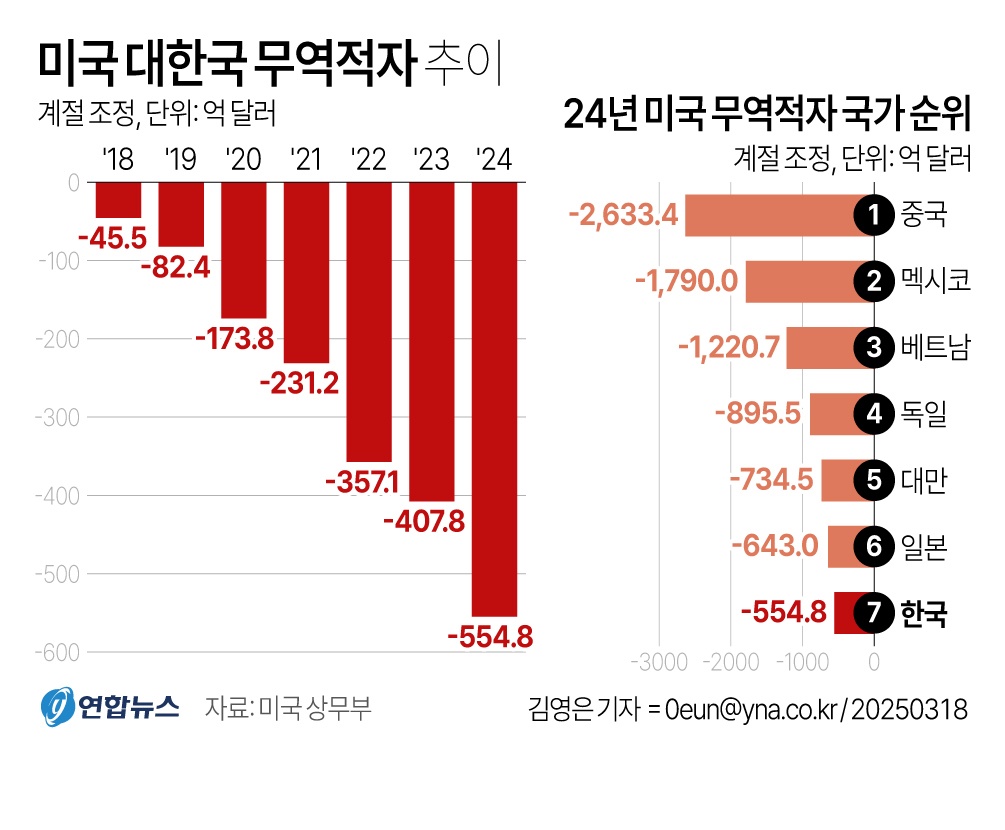 미국 대한국 무역적자 추이
계절 조정, 단위: 억 달러
'18 '19 '20 '21 '22 '23 '24
0
-100
-200
-300
-400
-500
-600
-45.5
-82.4
-173.8
-231.2
-357.1
-407.8
-554.8
24년 미국 무역적자 국가 순위
계절 조정, 단위: 억 달러
-2,633.4 1 중국
-1,790.0 2 멕시코
-1,220.7 3 베트남
-895.5 4 독일
-734.5 5 대만
-643.0 6 일본
-554.8 7 한국
-3000 -2000 -1000 0
연합뉴스 자료: 미국 상무부
김영은 기자 = 0eun@yna.co.kr / 20250318